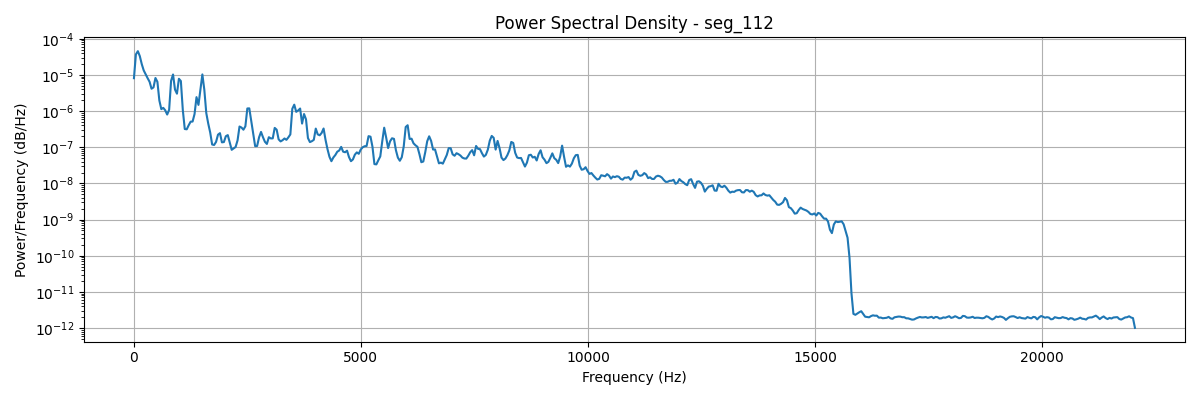 Power Spectral Density - seg_112
Power/Frequency (dB/Hz)
10⁻⁴
10⁻⁵
10⁻⁶
10⁻⁷
10⁻⁸
10⁻⁹
10⁻¹⁰
10⁻¹¹
10⁻¹²
0 5000 10000 15000 20000
Frequency (Hz)